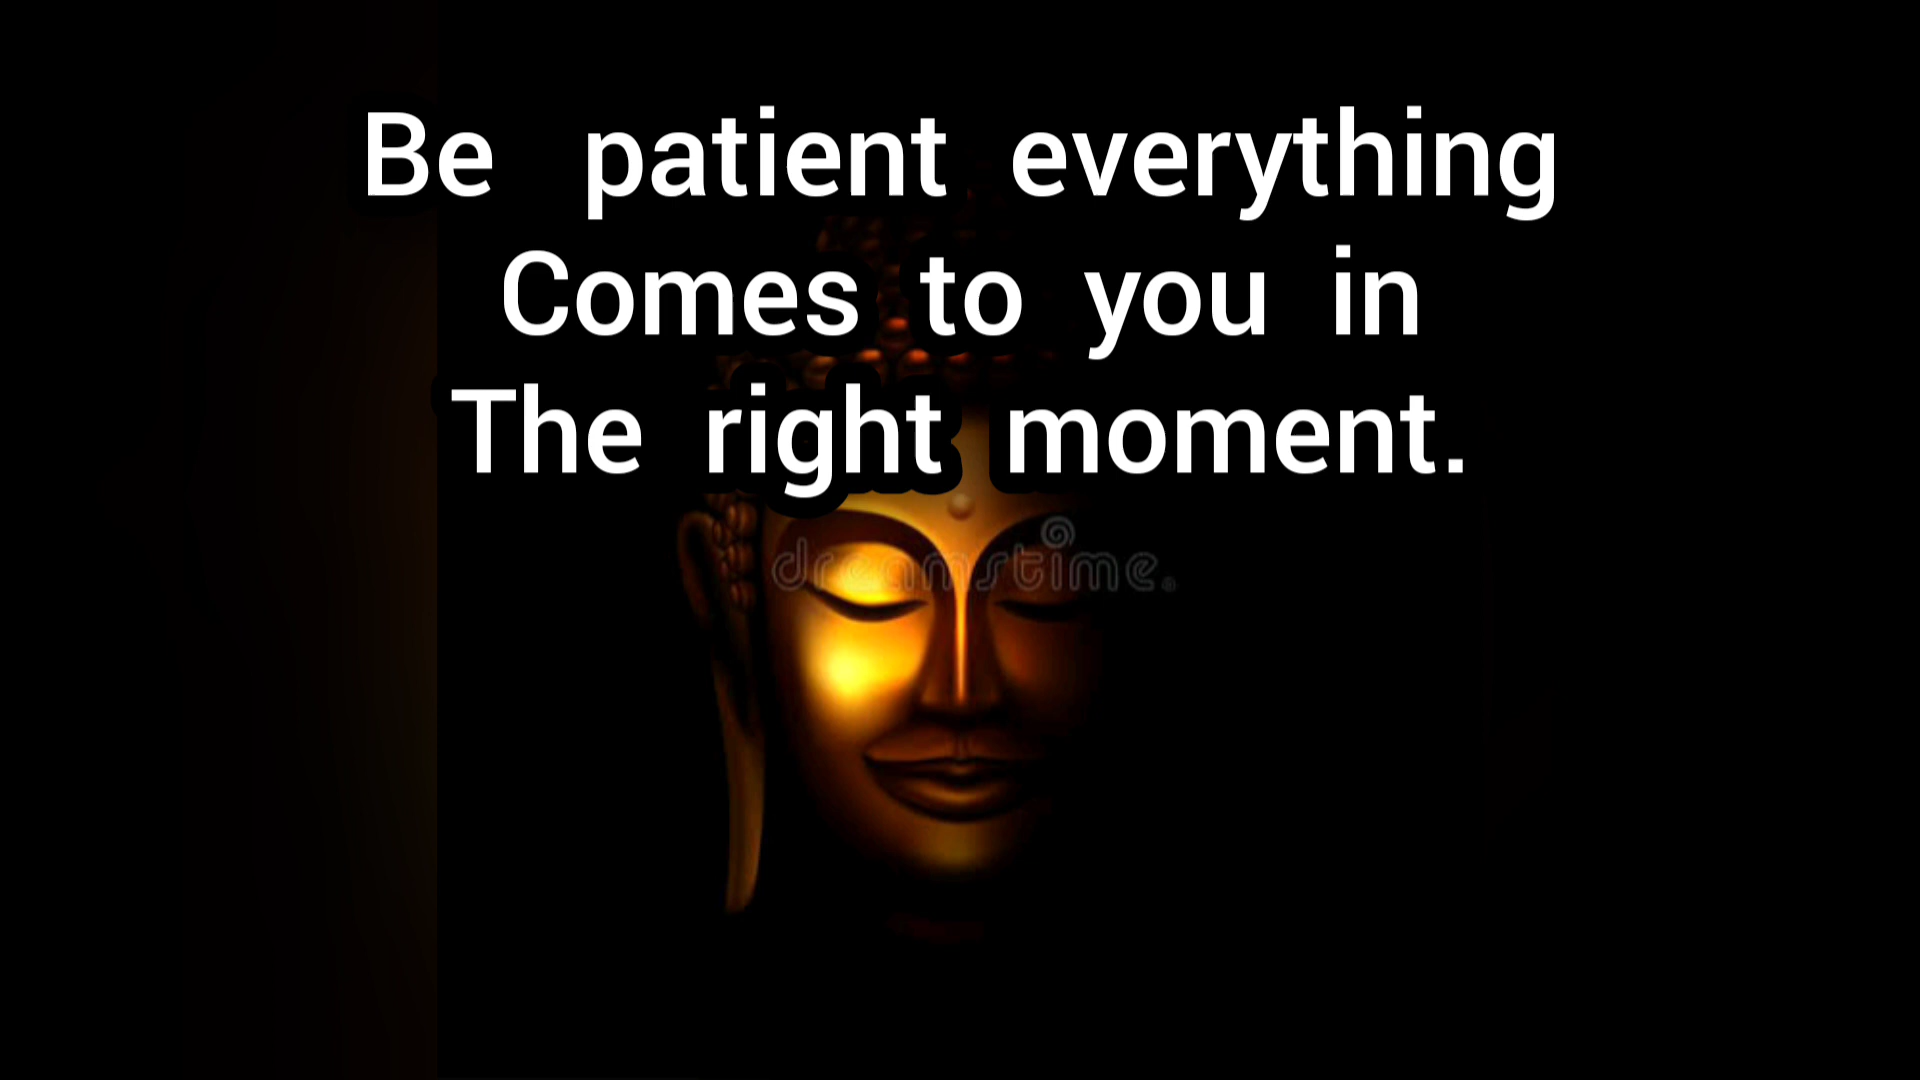 Be patient everything
Comes to you in
The right moment.
dreamstime.